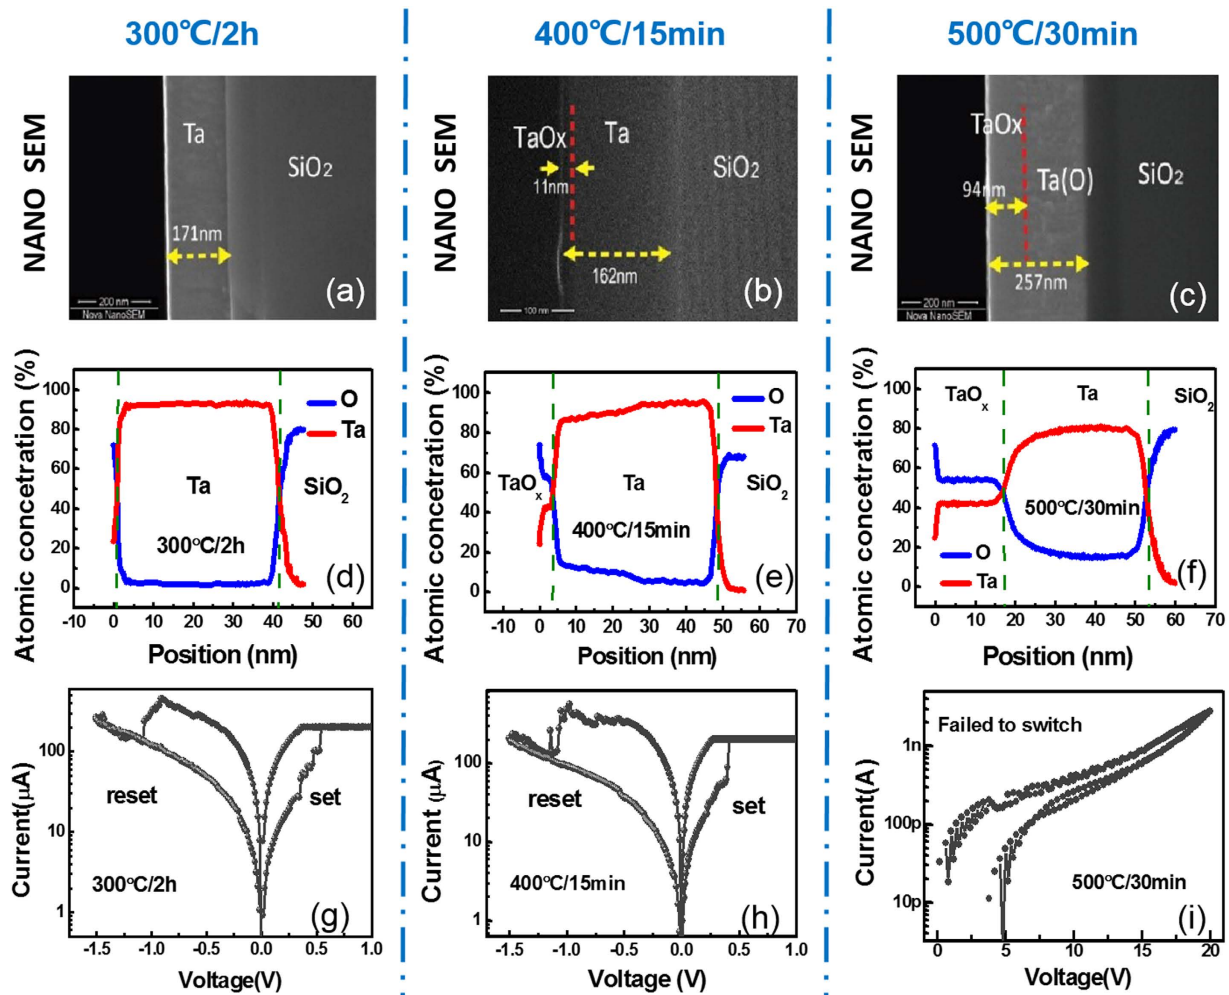 300℃/2h
400℃/15min
500℃/30min
NANO SEM
Ta
SiO2
171nm
200 nm
Nova NanoSEM
(a)
NANO SEM
TaOx
Ta
SiO2
11nm
162nm
100 nm
(b)
NANO SEM
TaOx
Ta(O)
SiO2
94nm
257nm
200 nm
Nova NanoSEM
(c)
Atomic concetration (%)
100
80
60
40
20
0
O
Ta
Ta
SiO2
300°C/2h
(d)
-10 0 10 20 30 40 50 60
Position (nm)
Atomic concetration (%)
100
80
60
40
20
0
O
Ta
TaOx
Ta
SiO2
400°C/15min
(e)
-10 0 10 20 30 40 50 60 70
Position (nm)
Atomic concetration (%)
100
80
60
40
20
0
TaOx
Ta
SiO2
500°C/30min
O
Ta
(f)
0 10 20 30 40 50 60 70
Position (nm)
Current(μA)
100
10
1
reset
set
300°C/2h
(g)
-1.5 -1.0 -0.5 0.0 0.5 1.0
Voltage(V)
Current (μA)
100
10
1
reset
set
400°C/15min
(h)
-1.5 -1.0 -0.5 0.0 0.5 1.0
Voltage (V)
Current(A)
1n
100p
10p
Failed to switch
500°C/30min
(i)
0 5 10 15 20
Voltage (V)